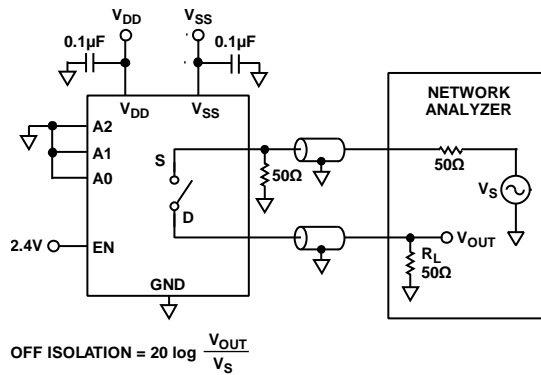 VDD
VSS
0.1µF
0.1µF
VDD
VSS
NETWORK
ANALYZER
A2
A1
A0
S
50Ω
50Ω
VS
D
2.4V
EN
VOUT
RL
50Ω
GND
OFF ISOLATION = 20 log VOUT
VS